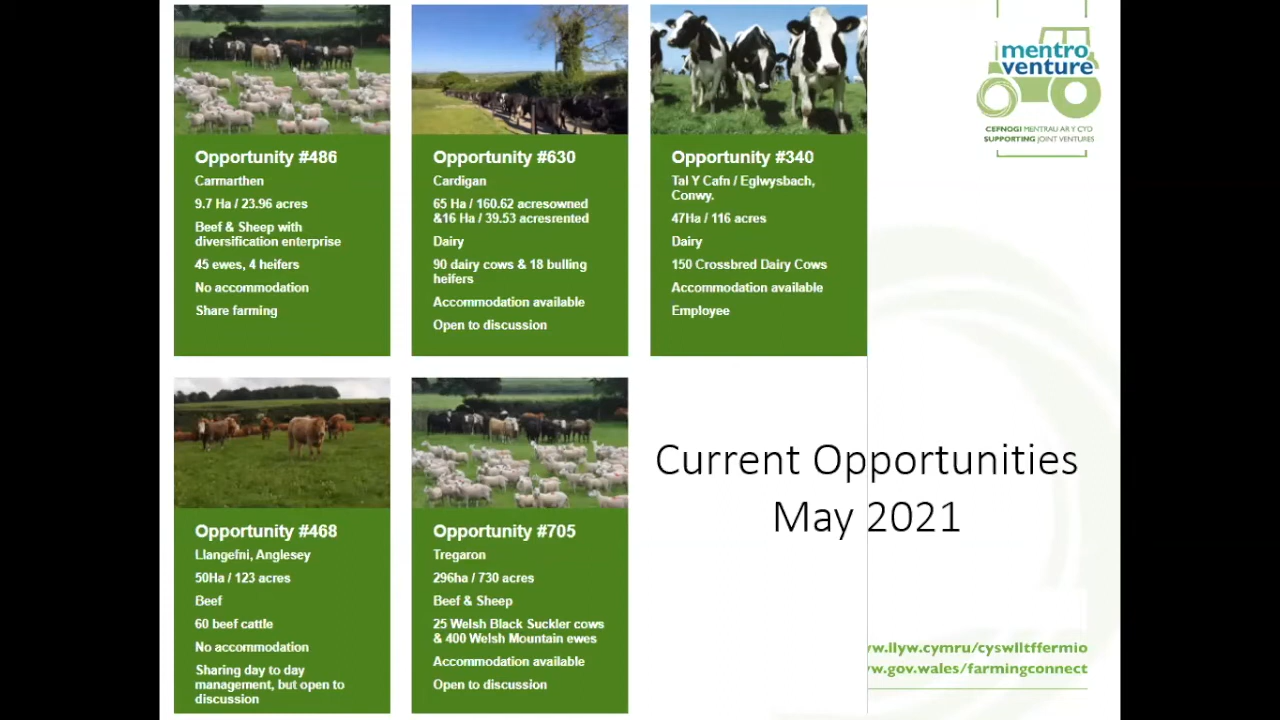 Opportunity #486
Carmarthen
9.7 Ha / 23.96 acres
Beef & Sheep with
diversification enterprise
45 ewes, 4 heifers
No accommodation
Share farming
Opportunity #630
Cardigan
65 Ha / 160.62 acresowned
&16 Ha / 39.53 acresrented
Dairy
90 dairy cows & 18 bulling
heifers
Accommodation available
Open to discussion
Opportunity #340
Tal Y Cafn / Eglwysbach,
Conwy.
47Ha / 116 acres
Dairy
150 Crossbred Dairy Cows
Accommodation available
Employee
mentro
venture
CEFNOGI MENTRAU AR Y CYD
SUPPORTING JOINT VENTURES
Opportunity #468
Llangefni, Anglesey
50Ha / 123 acres
Beef
60 beef cattle
No accommodation
Sharing day to day
management, but open to
discussion
Opportunity #705
Tregaron
296ha / 730 acres
Beef & Sheep
25 Welsh Black Suckler cows
& 400 Welsh Mountain ewes
Accommodation available
Open to discussion
Current Opportunities
May 2021
w.llyw.cymru/cyswlltffermio
w.gov.wales/farmingconnect